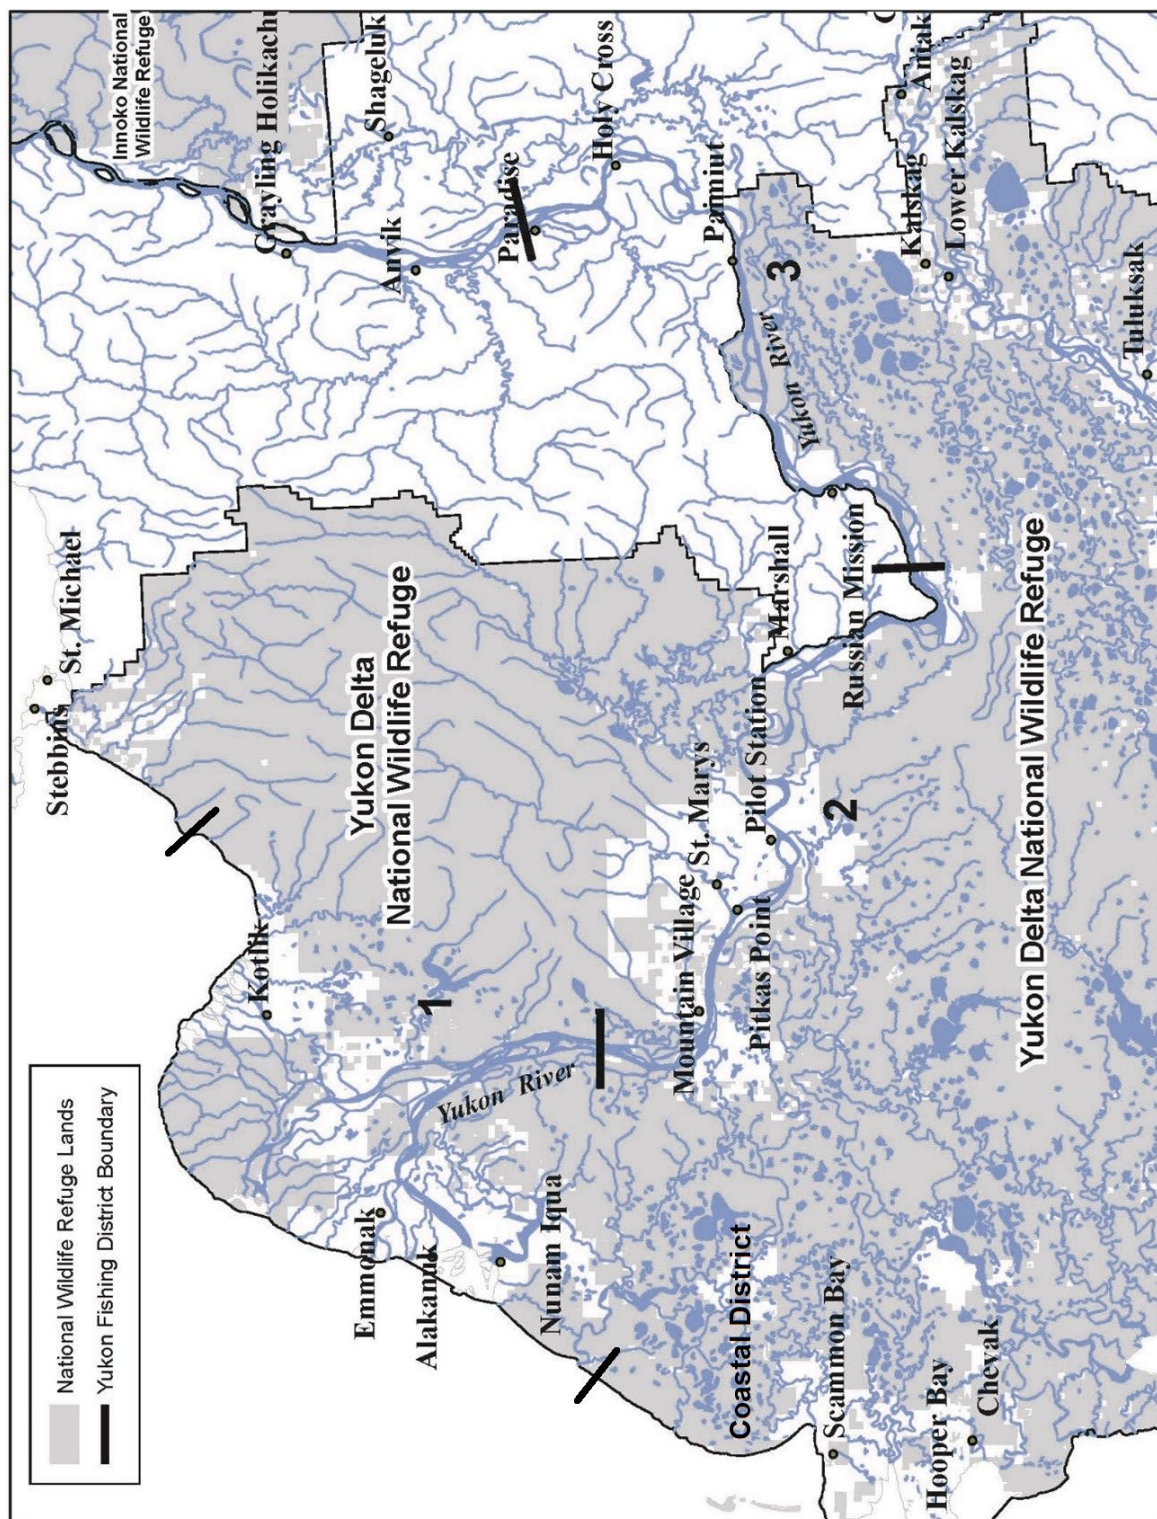 National Wildlife Refuge Lands
Yukon Fishing District Boundary
Stebbins
St. Michael
Innoko National
Wildlife Refuge
Grayling
Holikachu
Shageluk
Anvik
Paradise
Holy Cross
Paimiut
Kotlik
Yukon Delta
National Wildlife Refuge
1
Yukon River
Emmonak
Alakanuk
Nunam Iqua
Mountain Village
St. Marys
Pitkas Point
Pilot Station
2
Marshall
Russian Mission
Yukon River
3
Kalskag
Lower Kalskag
Aniak
Tuluksak
Coastal District
Scammon Bay
Hooper Bay
Chevak
Yukon Delta National Wildlife Refuge